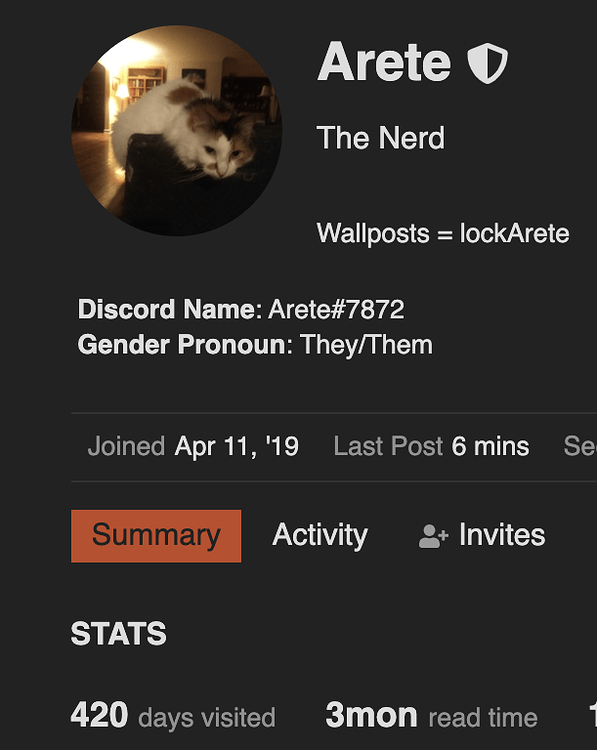 Arete
The Nerd
Wallposts = lockArete
Discord Name: Arete#7872
Gender Pronoun: They/Them
Joined Apr 11, '19 Last Post 6 mins
Summary Activity Invites
STATS
420 days visited 3mon read time